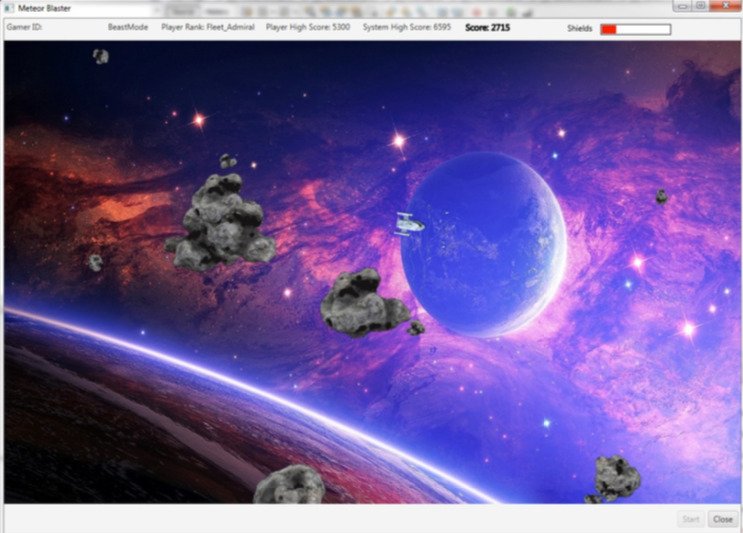 Meteor Blaster
Gamer ID: BeastMode Player Rank: Fleet_Admiral Player High Score: 5300 System High Score: 6595 Score: 2715 Shields
Start Close